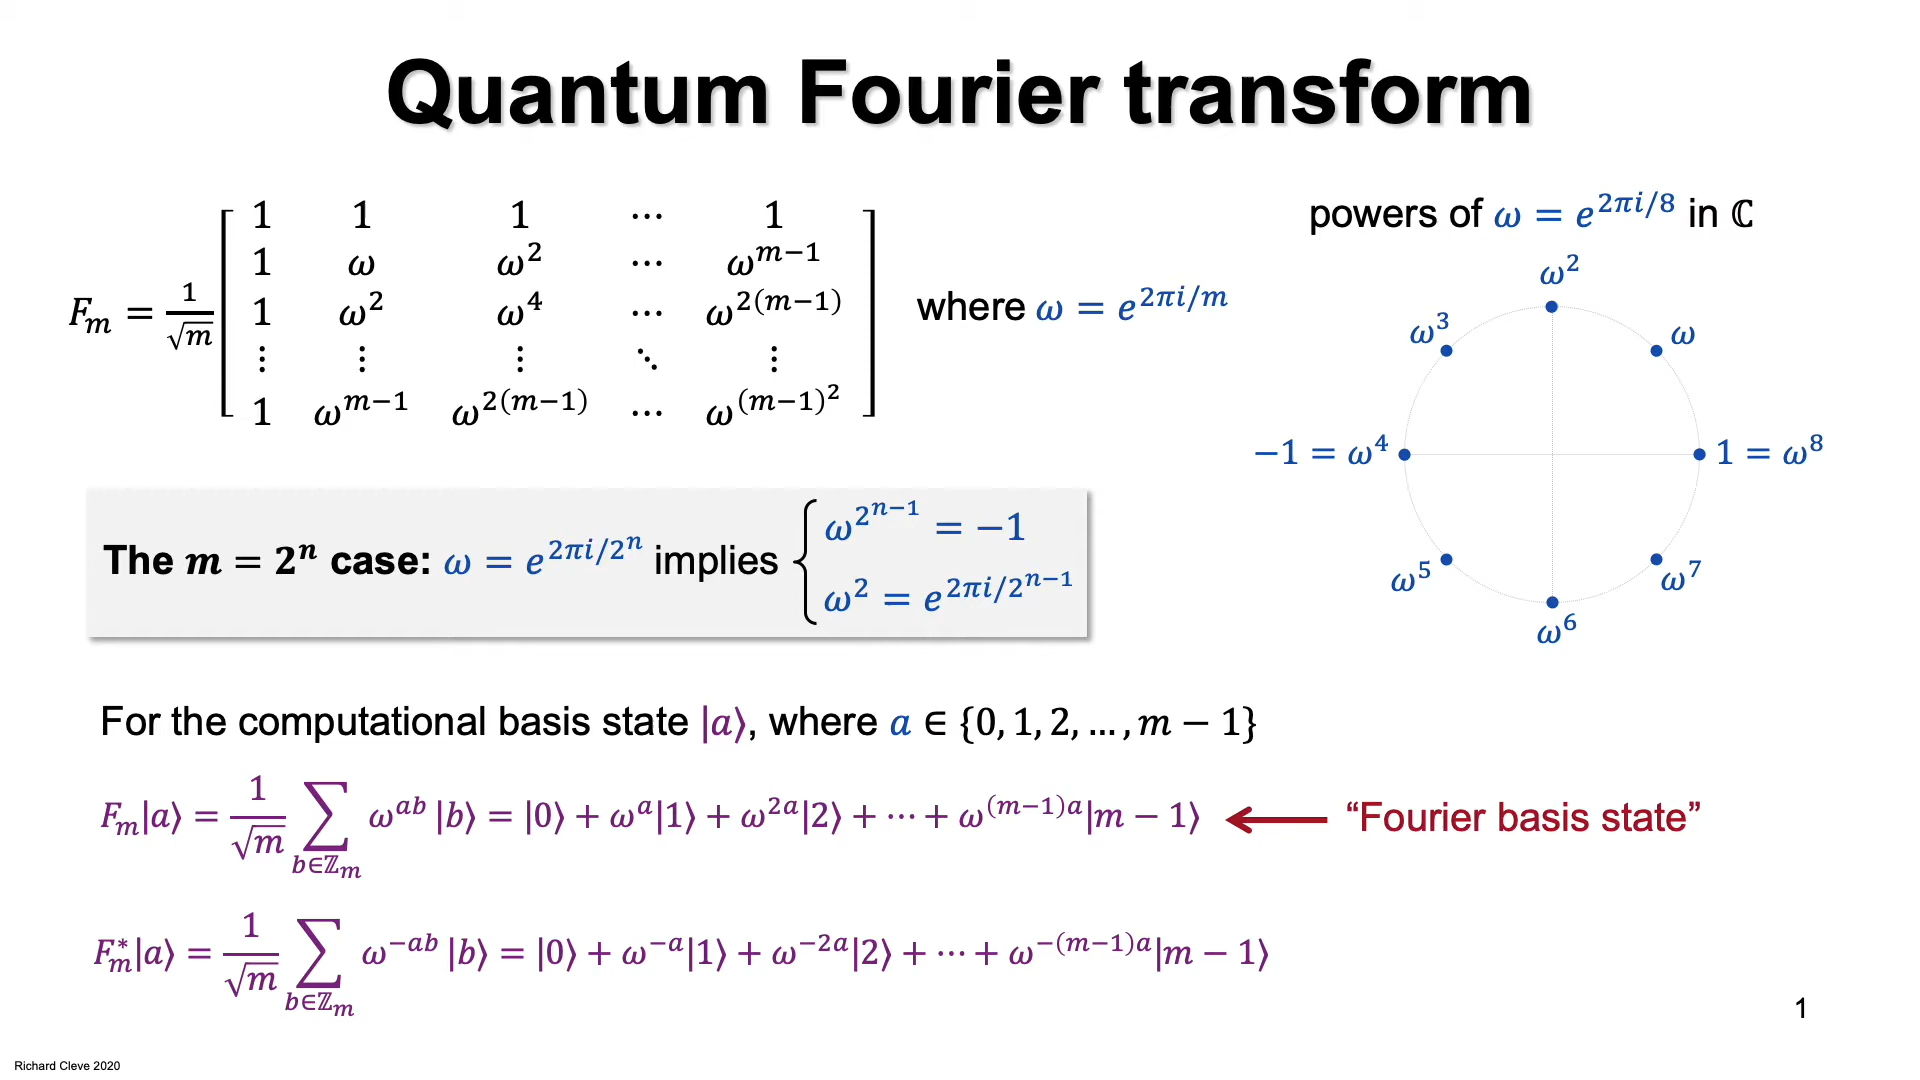 Quantum Fourier transform
F_m = 1/√m [ 1 1 1 ⋯ 1
1 ω ω² ⋯ ω^{m−1}
1 ω² ω⁴ ⋯ ω^{2(m−1)}
⋮ ⋮ ⋮ ⋱ ⋮
1 ω^{m−1} ω^{2(m−1)} ⋯ ω^{(m−1)²} ]
where ω = e^{2πi/m}
powers of ω = e^{2πi/8} in ℂ
ω²
ω³
ω
−1 = ω⁴
1 = ω⁸
ω⁵
ω⁷
ω⁶
The m = 2ⁿ case: ω = e^{2πi/2ⁿ} implies { ω^{2^{n−1}} = −1
ω² = e^{2πi/2^{n−1}}
For the computational basis state |a⟩, where a ∈ {0, 1, 2, … , m − 1}
F_m|a⟩ = 1/√m ∑_{b∈ℤ_m} ω^{ab} |b⟩ = |0⟩ + ω^a|1⟩ + ω^{2a}|2⟩ + ⋯ + ω^{(m−1)a}|m − 1⟩ ← “Fourier basis state”
F_m^*|a⟩ = 1/√m ∑_{b∈ℤ_m} ω^{−ab} |b⟩ = |0⟩ + ω^{−a}|1⟩ + ω^{−2a}|2⟩ + ⋯ + ω^{−(m−1)a}|m − 1⟩
1
Richard Cleve 2020